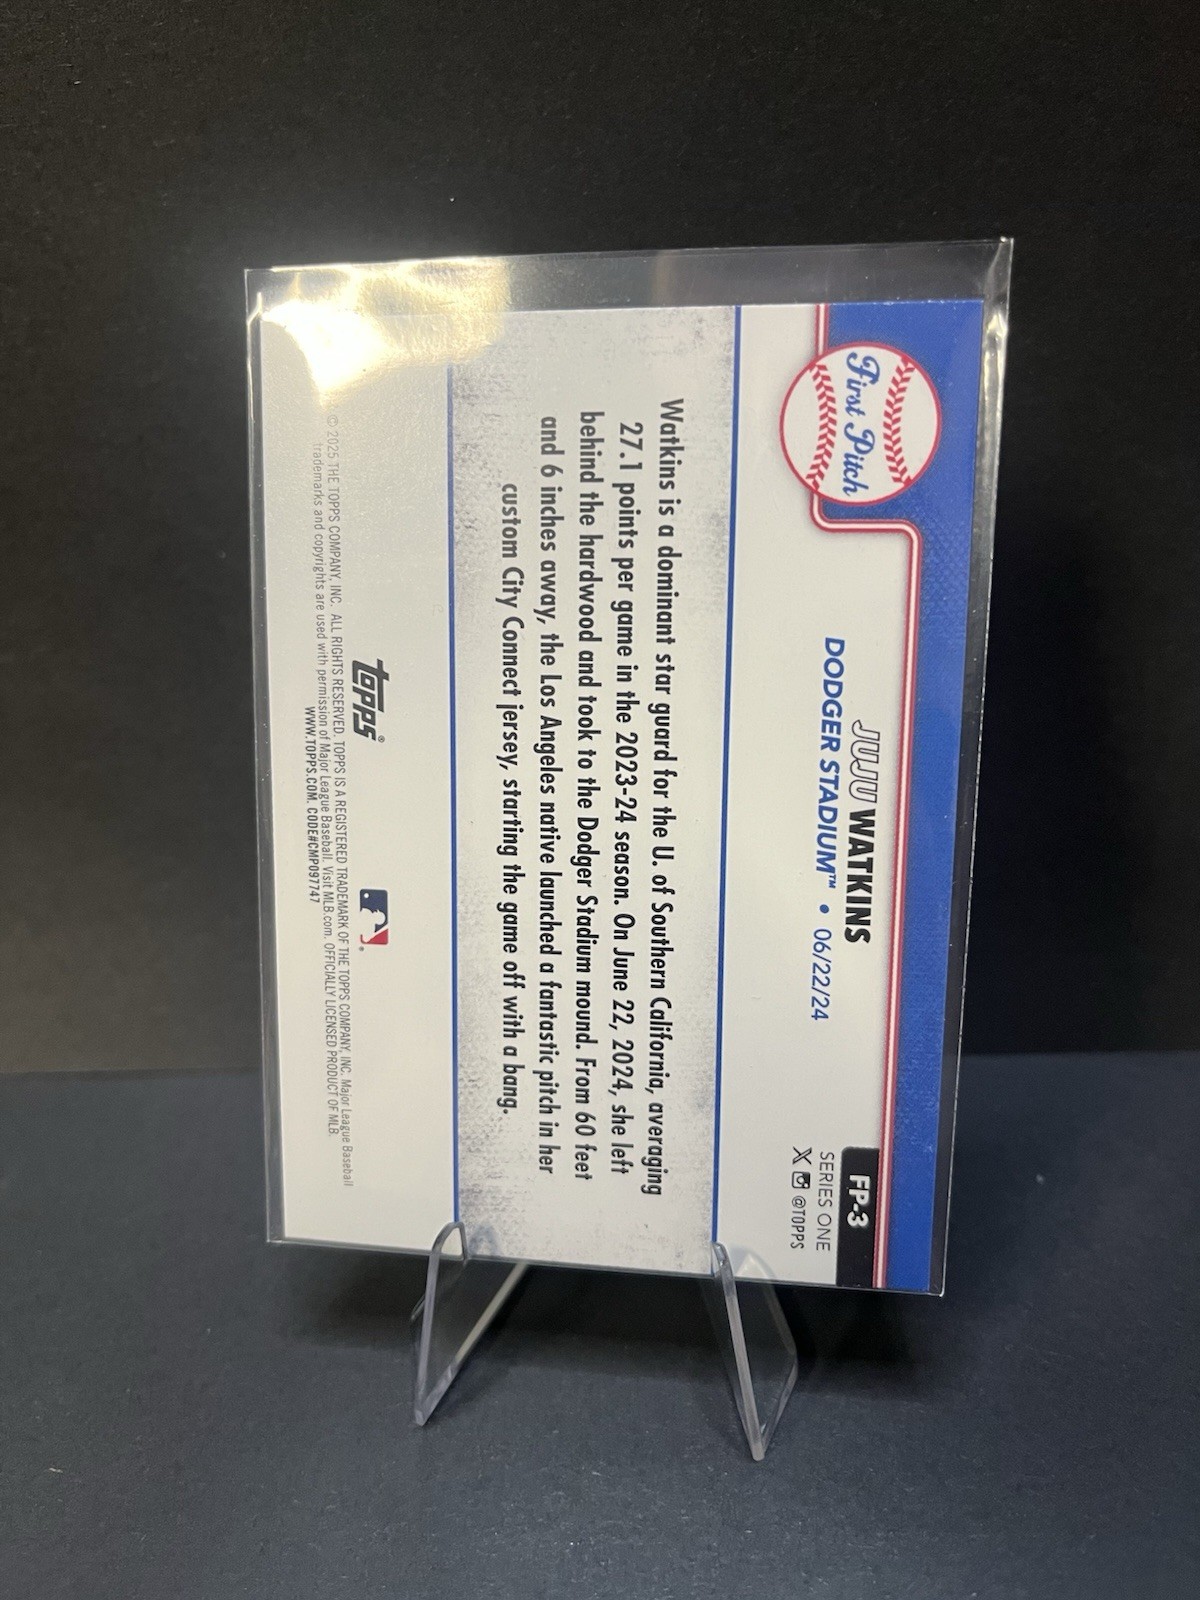 First Pitch
JUJU WATKINS
DODGER STADIUM™ • 06/22/24
FP-3
SERIES ONE
X @TOPPS
Watkins is a dominant star guard for the U. of Southern California, averaging
27.1 points per game in the 2023-24 season. On June 22, 2024, she left
behind the hardwood and took to the Dodger Stadium mound. From 60 feet
and 6 inches away, the Los Angeles native launched a fantastic pitch in her
custom City Connect jersey, starting the game off with a bang.
topps®
© 2025 THE TOPPS COMPANY, INC. ALL RIGHTS RESERVED. TOPPS IS A REGISTERED TRADEMARK OF THE TOPPS COMPANY, INC. Major League Baseball
trademarks and copyrights are used with permission of Major League Baseball. Visit MLB.com. OFFICIALLY LICENSED PRODUCT OF MLB.
WWW.TOPPS.COM. CODE#CMP097747